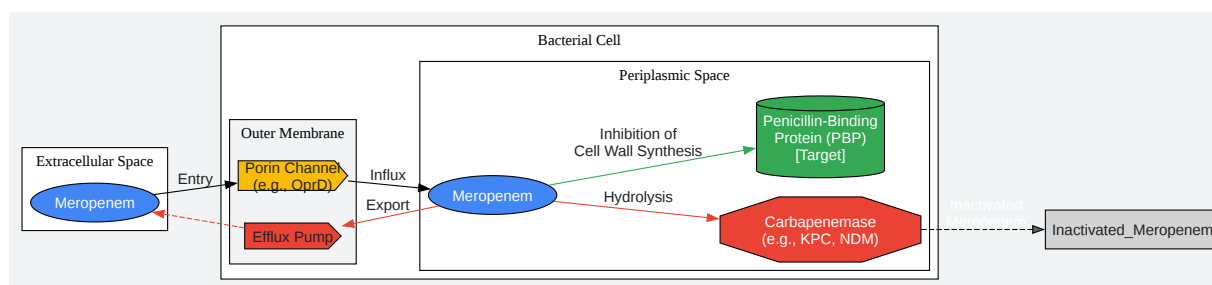 Bacterial Cell
Periplasmic Space
Outer Membrane
Extracellular Space
Meropenem
Entry
Porin Channel
(e.g., OprD)
Efflux Pump
Influx
Export
Meropenem
Inhibition of
Cell Wall Synthesis
Hydrolysis
Penicillin-Binding
Protein (PBP)
[Target]
Carbapenemase
(e.g., KPC, NDM)
Inactivated
Meropenem
Inactivated_Meropenem